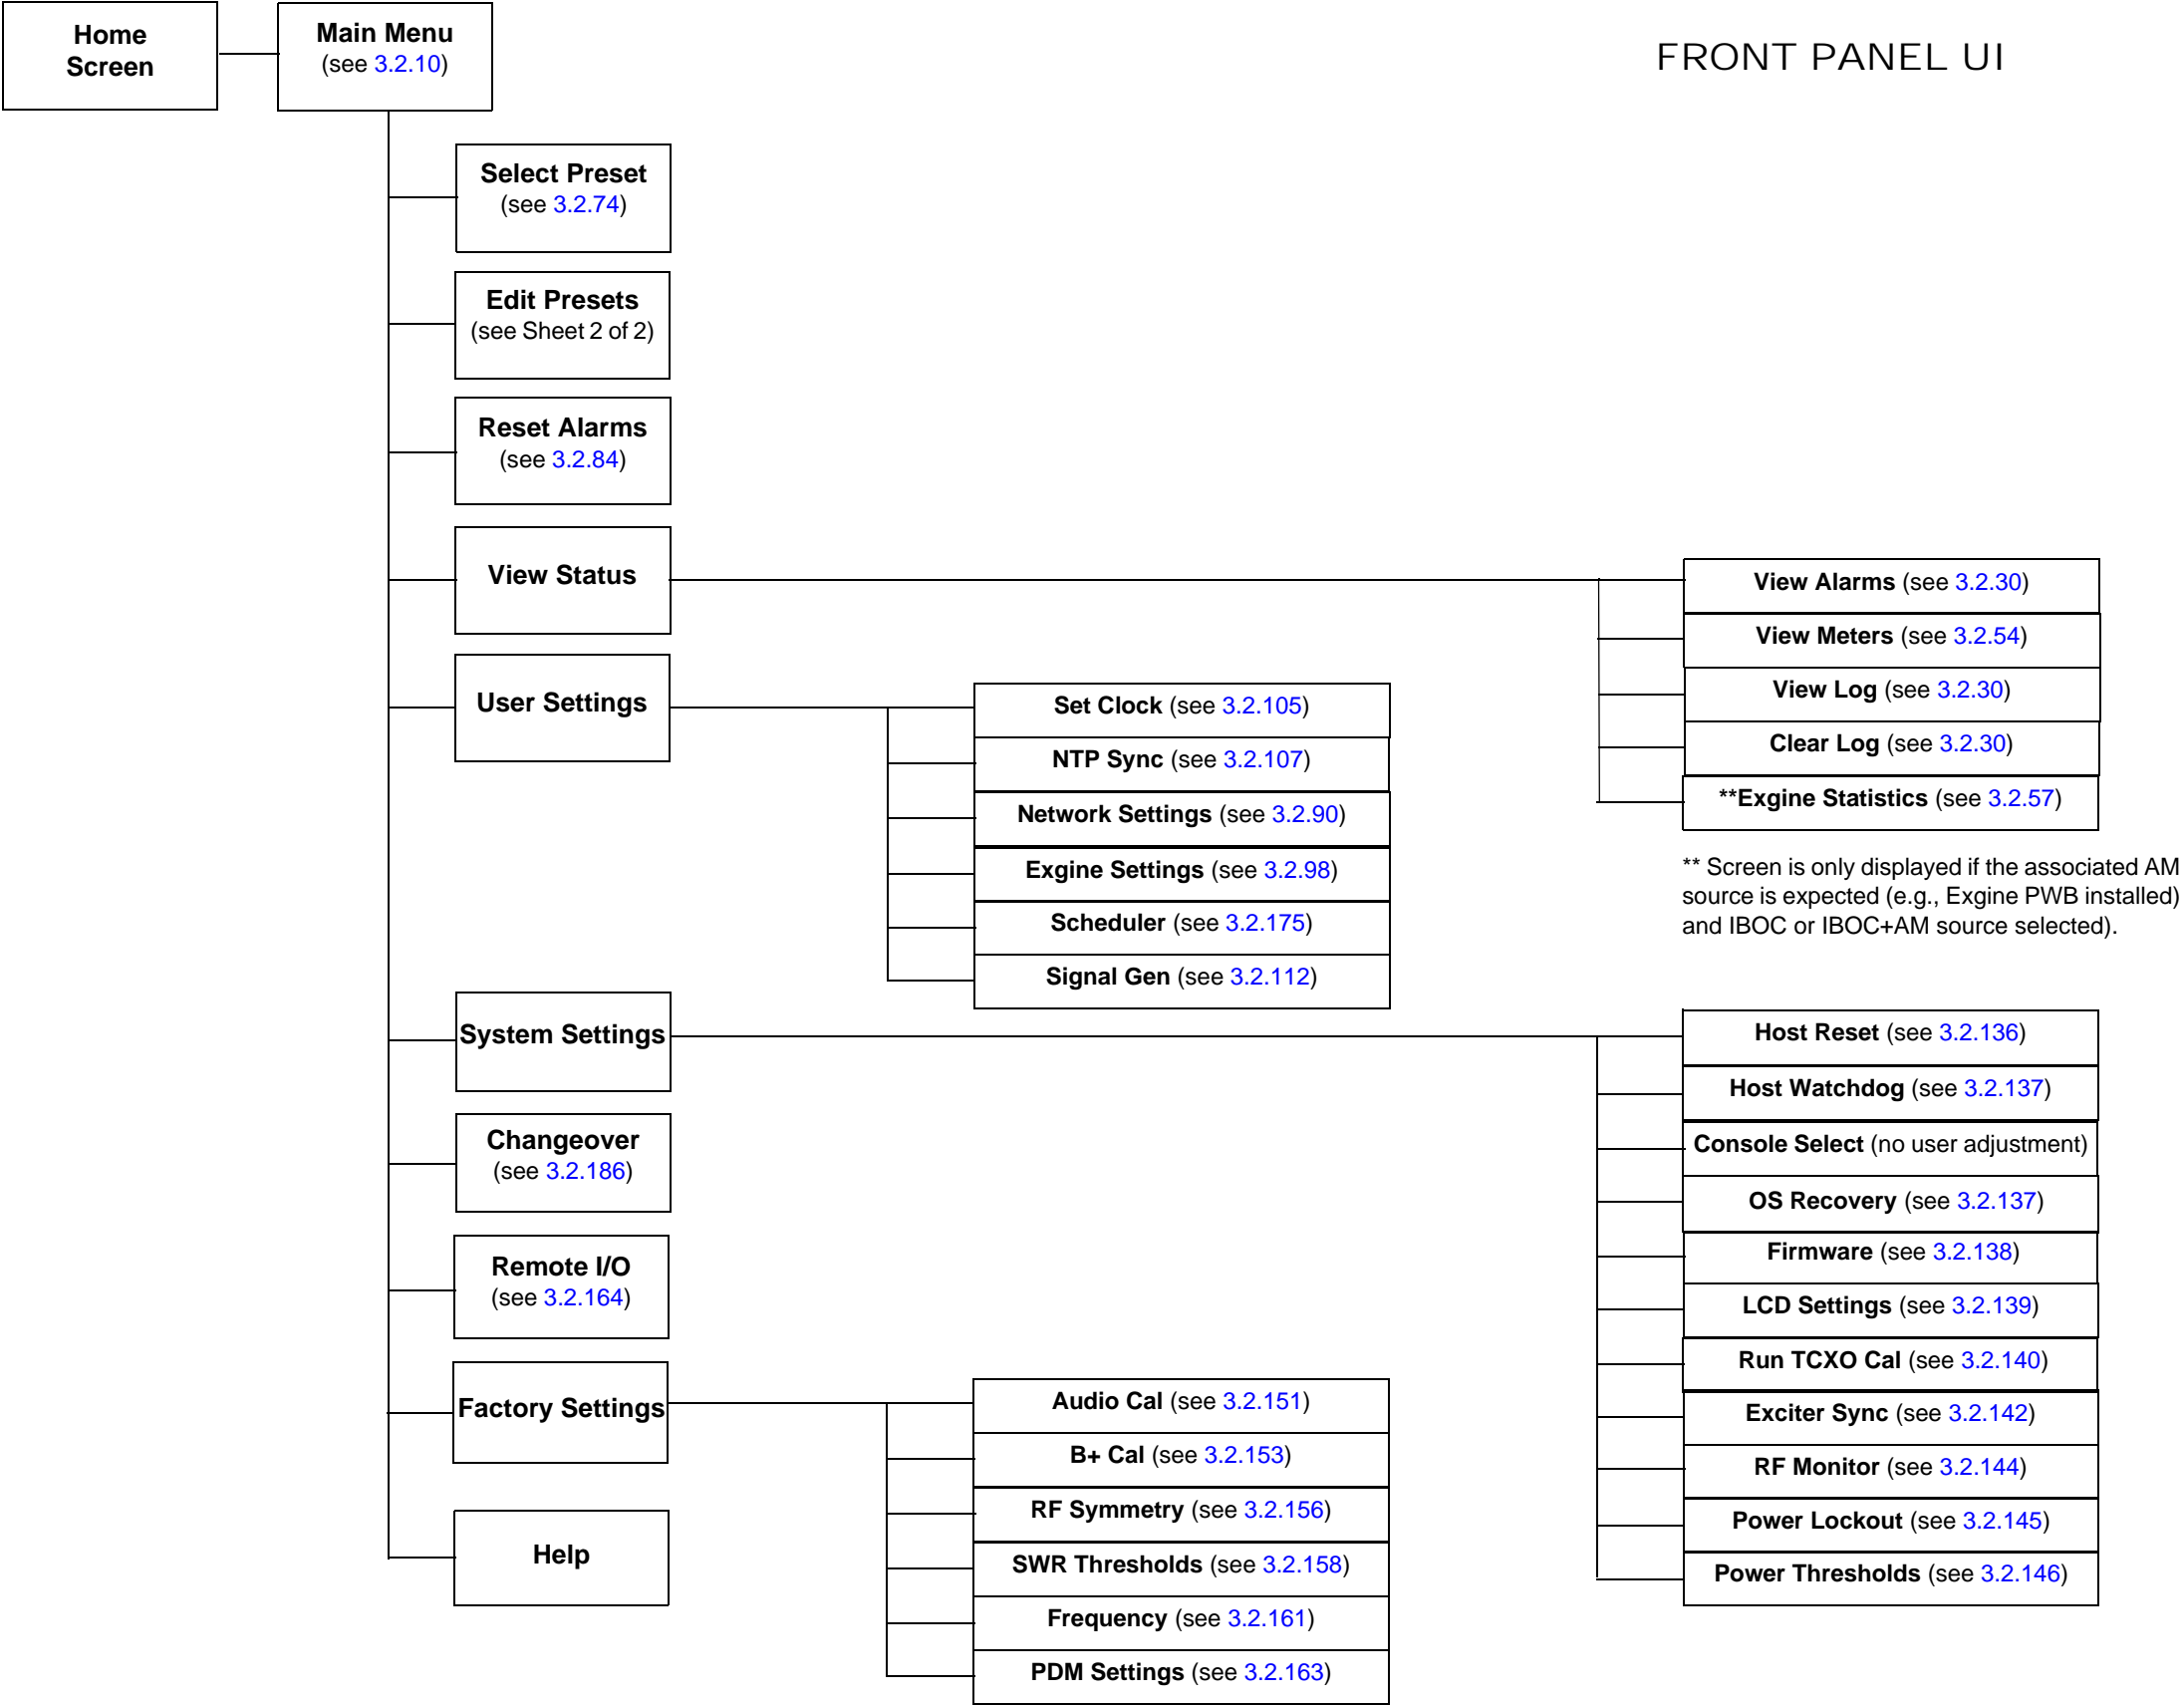 Home
Screen
Main Menu
(see 3.2.10)
FRONT PANEL UI
Select Preset
(see 3.2.74)
Edit Presets
(see Sheet 2 of 2)
Reset Alarms
(see 3.2.84)
View Status
View Alarms (see 3.2.30)
View Meters (see 3.2.54)
View Log (see 3.2.30)
Clear Log (see 3.2.30)
**Exgine Statistics (see 3.2.57)
** Screen is only displayed if the associated AM
source is expected (e.g., Exgine PWB installed)
and IBOC or IBOC+AM source selected).
User Settings
Set Clock (see 3.2.105)
NTP Sync (see 3.2.107)
Network Settings (see 3.2.90)
Exgine Settings (see 3.2.98)
Scheduler (see 3.2.175)
Signal Gen (see 3.2.112)
System Settings
Host Reset (see 3.2.136)
Host Watchdog (see 3.2.137)
Console Select (no user adjustment)
OS Recovery (see 3.2.137)
Firmware (see 3.2.138)
LCD Settings (see 3.2.139)
Run TCXO Cal (see 3.2.140)
Exciter Sync (see 3.2.142)
RF Monitor (see 3.2.144)
Power Lockout (see 3.2.145)
Power Thresholds (see 3.2.146)
Changeover
(see 3.2.186)
Remote I/O
(see 3.2.164)
Factory Settings
Audio Cal (see 3.2.151)
B+ Cal (see 3.2.153)
RF Symmetry (see 3.2.156)
SWR Thresholds (see 3.2.158)
Frequency (see 3.2.161)
PDM Settings (see 3.2.163)
Help